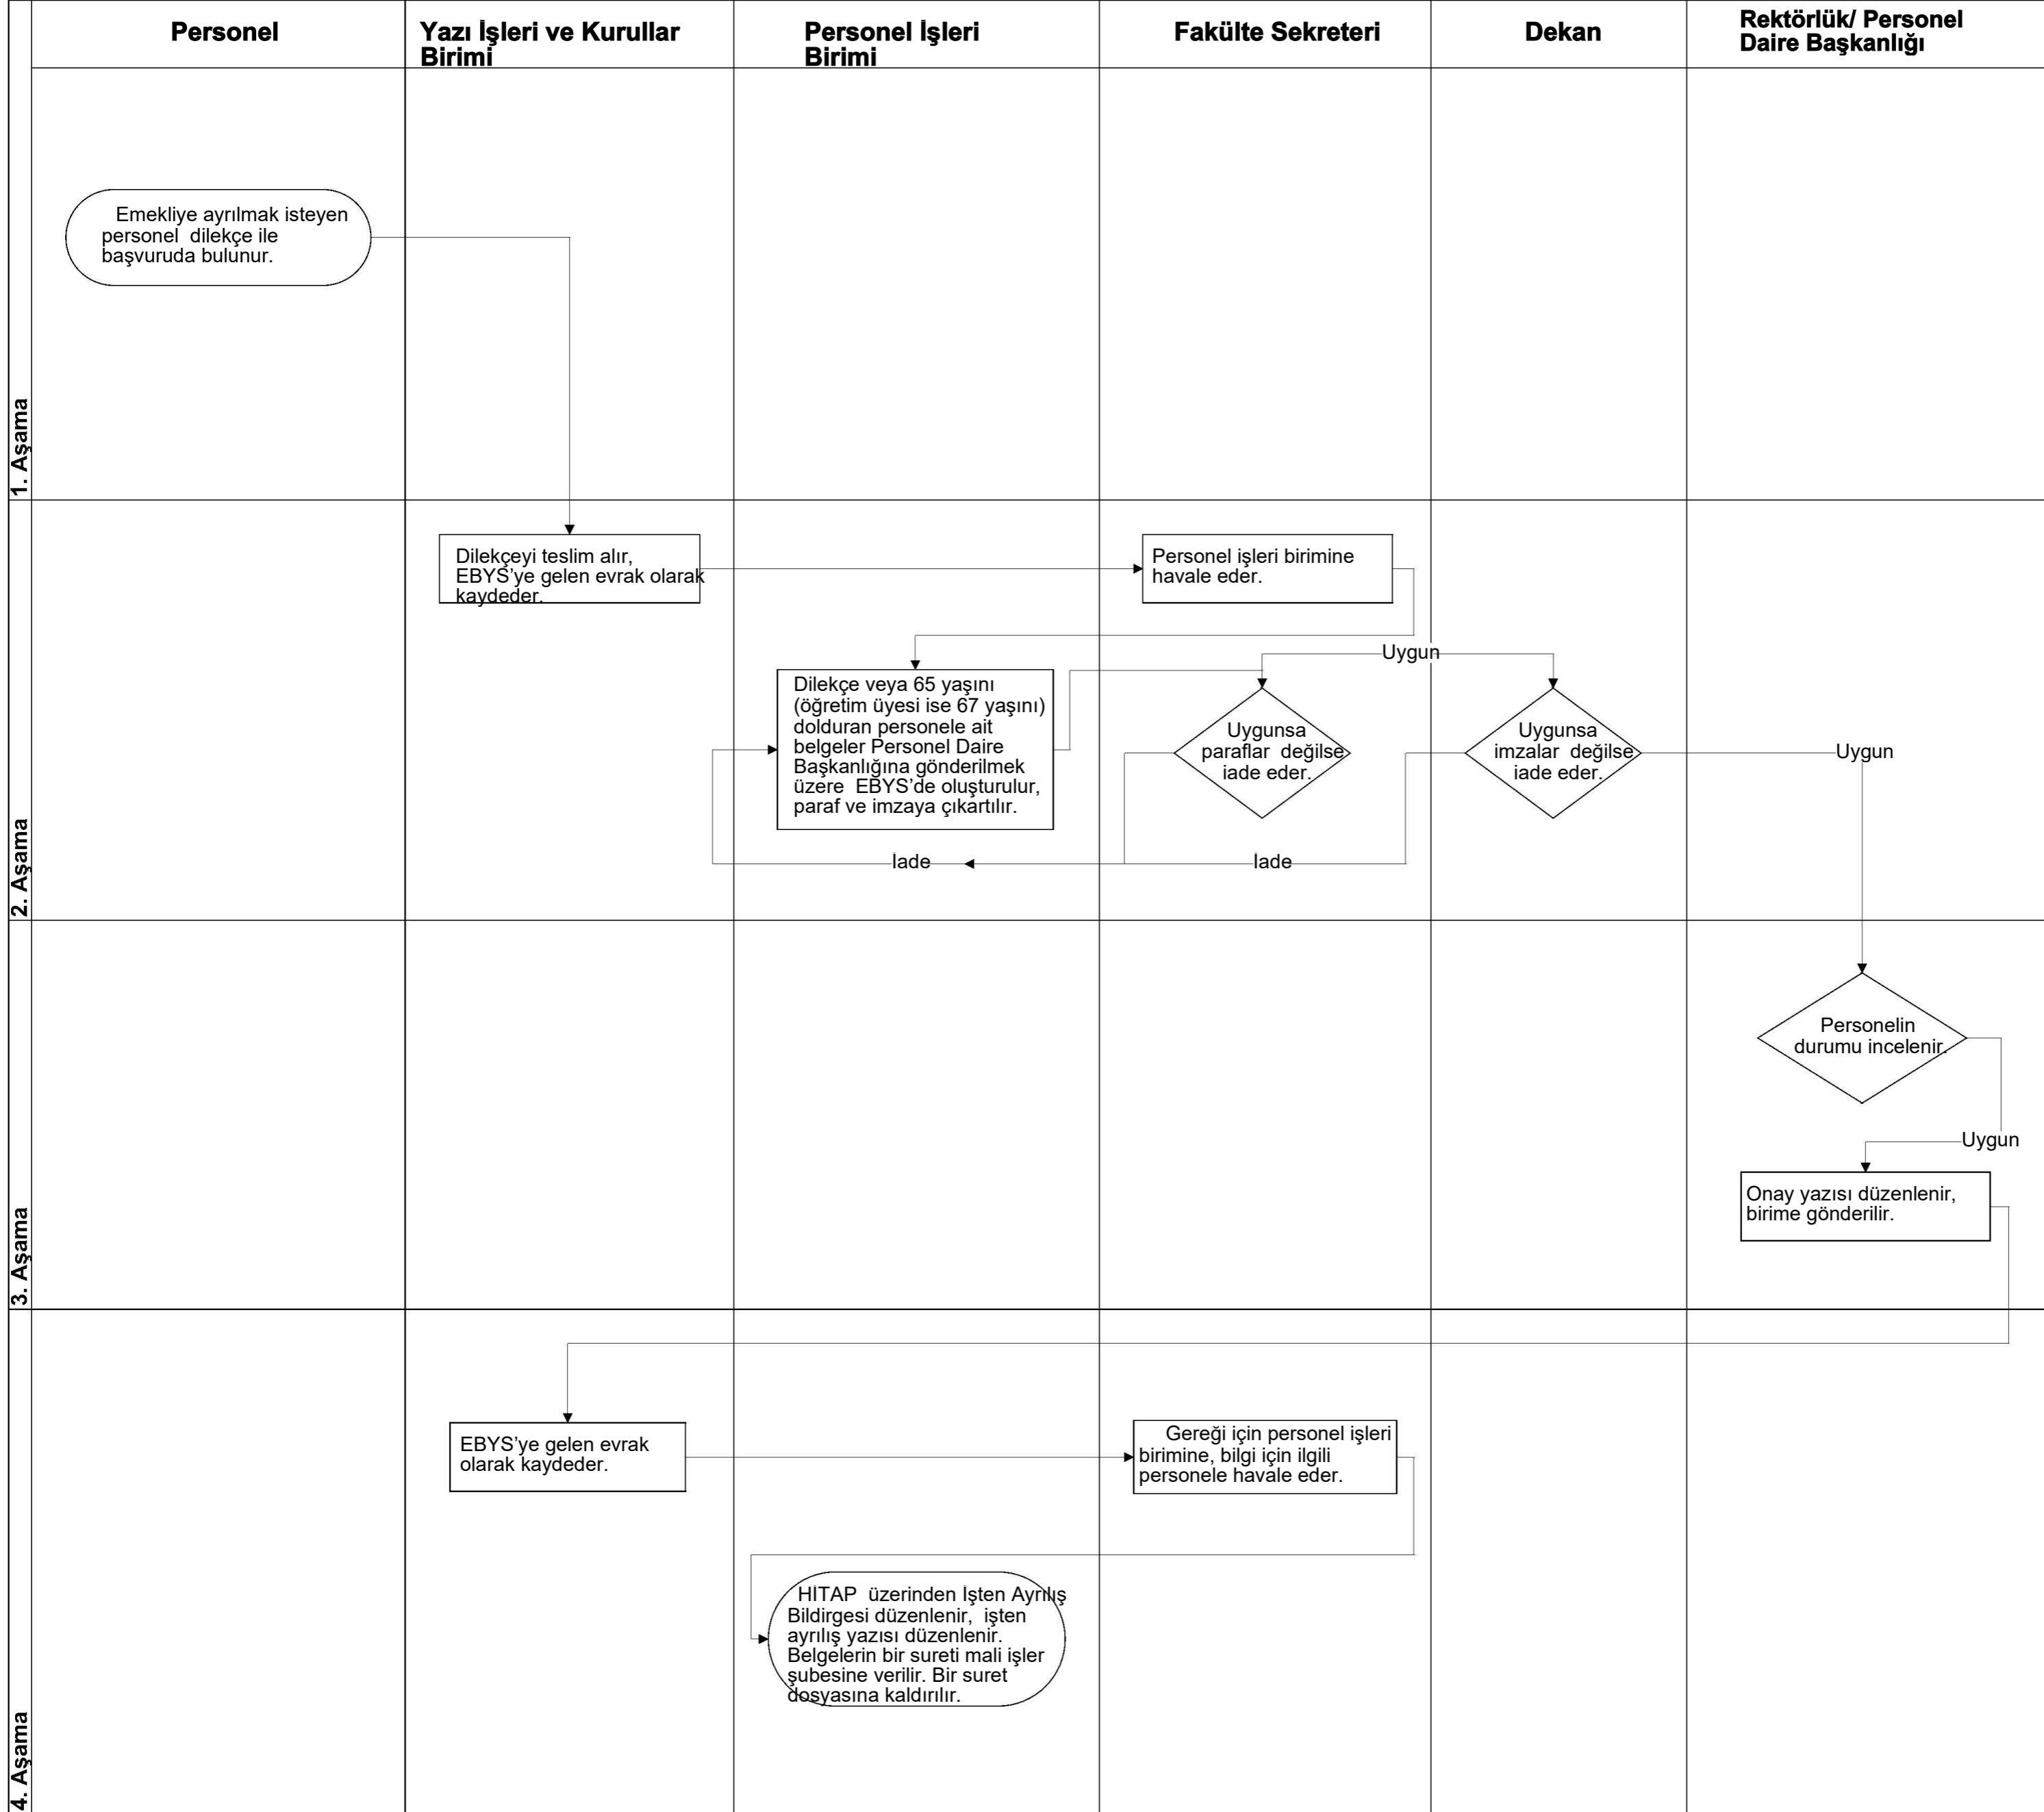 Personel
Yazı İşleri ve Kurullar
Birimi
Personel İşleri
Birimi
Fakülte Sekreteri
Dekan
Rektörlük/ Personel
Daire Başkanlığı
1. Aşama
Emekliye ayrılmak isteyen
personel dilekçe ile
başvuruda bulunur.
2. Aşama
Dilekçeyi teslim alır,
EBYS’ye gelen evrak olarak
kaydeder.
Personel işleri birimine
havale eder.
Dilekçe veya 65 yaşını
(öğretim üyesi ise 67 yaşını)
dolduran personele ait
belgeler Personel Daire
Başkanlığına gönderilmek
üzere EBYS’de oluşturulur,
paraf ve imzaya çıkartılır.
Uygun
Uygunsa
paraflar değilse
iade eder.
Uygunsa
imzalar değilse
iade eder.
Uygun
İade
İade
3. Aşama
Personelin
durumu incelenir.
Uygun
Onay yazısı düzenlenir,
birime gönderilir.
4. Aşama
EBYS’ye gelen evrak
olarak kaydeder.
Gereği için personel işleri
birimine, bilgi için ilgili
personele havale eder.
HİTAP üzerinden İşten Ayrılış
Bildirgesi düzenlenir, işten
ayrılış yazısı düzenlenir.
Belgelerin bir sureti mali işler
şubesine verilir. Bir suret
dosyasına kaldırılır.